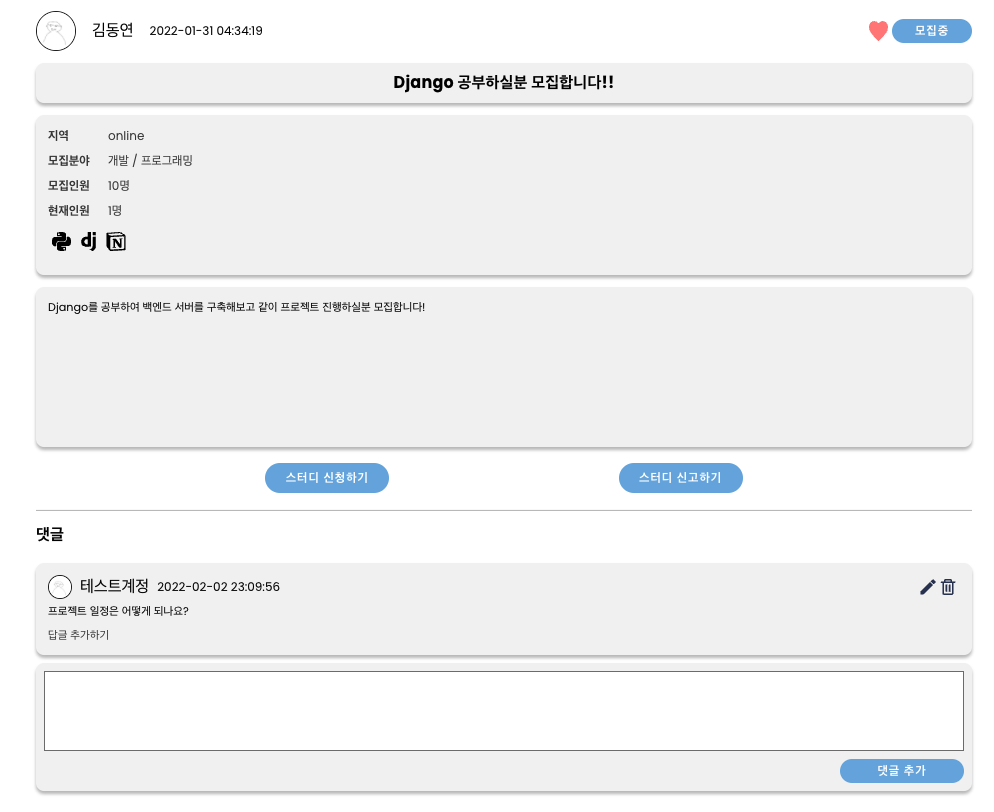 김동연 2022-01-31 04:34:19 모집중
Django 공부하실분 모집합니다!!
지역 online
모집분야 개발 / 프로그래밍
모집인원 10명
현재인원 1명
dj N
Django를 공부하여 백엔드 서버를 구축해보고 같이 프로젝트 진행하실분 모집합니다!
스터디 신청하기 스터디 신고하기
댓글
테스트계정 2022-02-02 23:09:56
프로젝트 일정은 어떻게 되나요?
답글 추가하기
댓글 추가